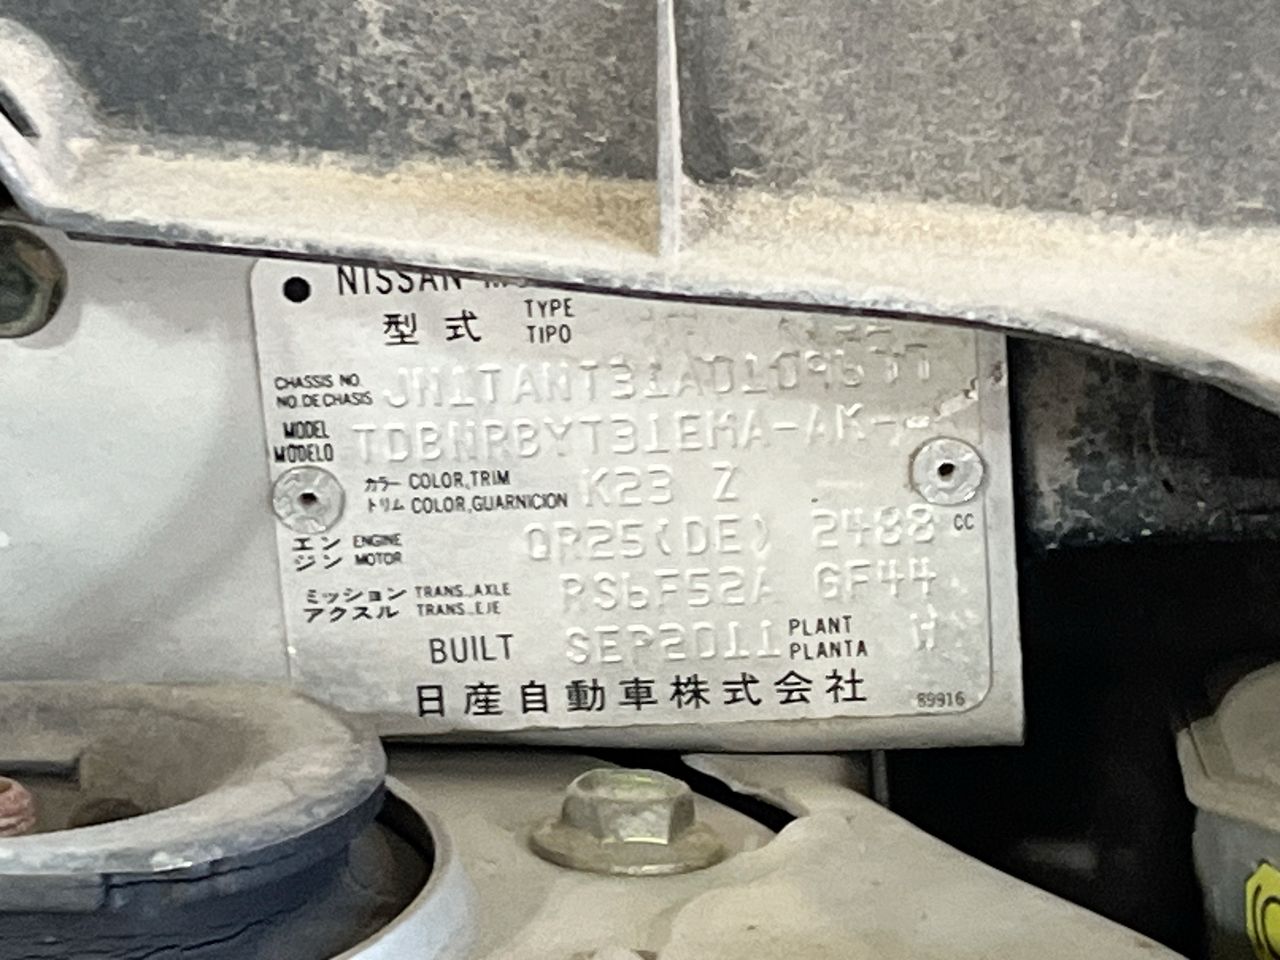 NISSAN
型式 TYPE TIPO
CHASSIS NO. NO. DE CHASIS JN1TANT31A0109677
MODEL MODELO TDBNRBYT31EMA-AK--
カラー COLOR,TRIM トリム COLOR,GUARNICION K23 Z
エンジン ENGINE MOTOR QR25(DE) 2488 CC
ミッション アクスル TRANS.,AXLE TRANS.,EJE RS6F52A GF44
BUILT SEP2011 PLANT PLANTA
日産自動車株式会社 89916